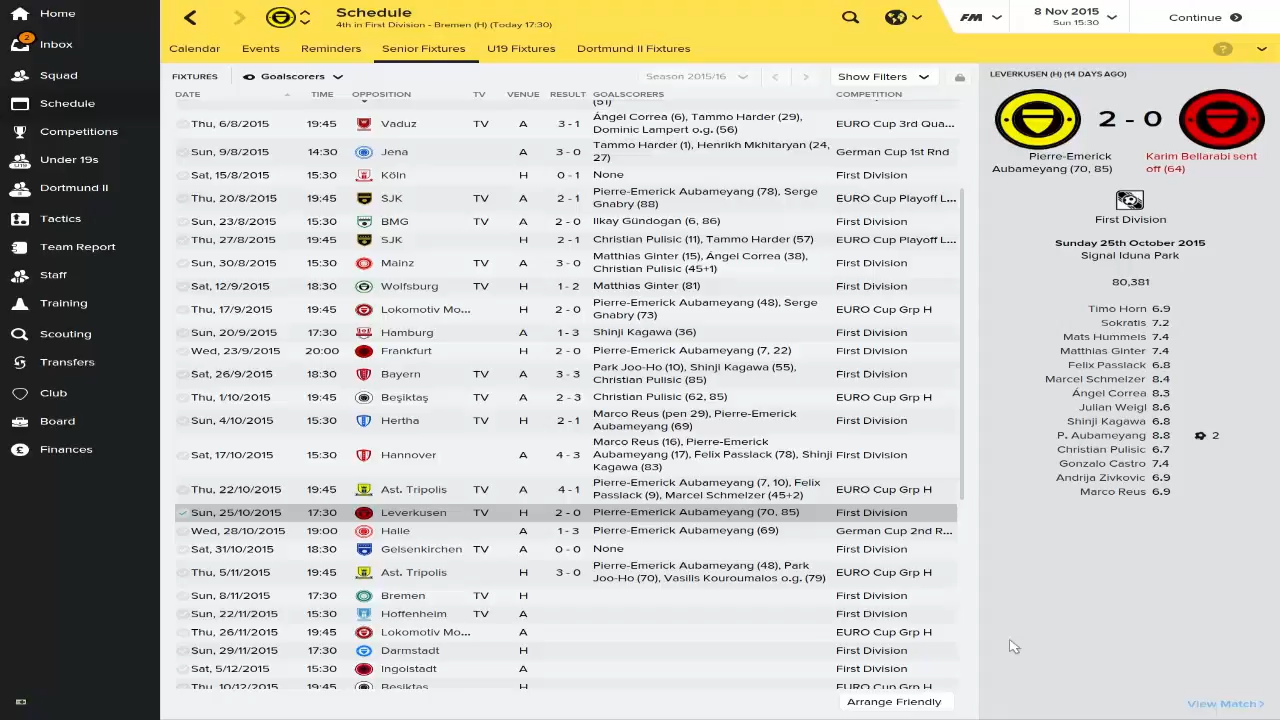 Home
2
Inbox
Squad
Schedule
Competitions
Under 19s
Dortmund II
Tactics
Team Report
Staff
Training
Scouting
Transfers
Club
Board
Finances
Schedule
4th in First Division - Bremen (H) (Today 17:30)
FM
8 Nov 2015
Sun 15:30
Continue
Calendar Events Reminders Senior Fixtures U19 Fixtures Dortmund II Fixtures
?
FIXTURES Goalscorers Season 2015/16 Show Filters
DATE TIME OPPOSITION TV VENUE RESULT GOALSCORERS COMPETITION
(51)
Thu, 6/8/2015 19:45 Vaduz TV A 3 - 1 Ángel Correa (6), Tammo Harder (29), EURO Cup 3rd Qua...
Dominic Lampert o.g. (56)
Sun, 9/8/2015 14:30 Jena A 3 - 0 Tammo Harder (1), Henrikh Mkhitaryan (24, German Cup 1st Rnd
27)
Sat, 15/8/2015 15:30 Köln H 0 - 1 None First Division
Thu, 20/8/2015 19:45 SJK TV A 2 - 1 Pierre-Emerick Aubameyang (78), Serge EURO Cup Playoff L...
Gnabry (88)
Sun, 23/8/2015 15:30 BMG TV A 2 - 0 Ilkay Gündogan (6, 86) First Division
Thu, 27/8/2015 19:45 SJK TV H 2 - 1 Christian Pulisic (11), Tammo Harder (57) EURO Cup Playoff L...
Sun, 30/8/2015 15:30 Mainz TV A 3 - 0 Matthias Ginter (15), Ángel Correa (38), First Division
Christian Pulisic (45+1)
Sat, 12/9/2015 18:30 Wolfsburg TV H 1 - 2 Matthias Ginter (81) First Division
Thu, 17/9/2015 19:45 Lokomotiv Mo... H 2 - 0 Pierre-Emerick Aubameyang (48), Serge EURO Cup Grp H
Gnabry (73)
Sun, 20/9/2015 17:30 Hamburg A 1 - 3 Shinji Kagawa (36) First Division
Wed, 23/9/2015 20:00 Frankfurt H 2 - 0 Pierre-Emerick Aubameyang (7, 22) First Division
Sat, 26/9/2015 18:30 Bayern TV A 3 - 3 Park Joo-Ho (10), Shinji Kagawa (55), First Division
Christian Pulisic (85)
Thu, 1/10/2015 19:45 Beşiktaş TV A 2 - 3 Christian Pulisic (62, 85) EURO Cup Grp H
Sun, 4/10/2015 15:30 Hertha TV H 2 - 1 Marco Reus (pen 29), Pierre-Emerick First Division
Aubameyang (69)
Sat, 17/10/2015 15:30 Hannover A 4 - 3 Marco Reus (16), Pierre-Emerick First Division
Aubameyang (17), Felix Passlack (78), Shinji
Kagawa (83)
Thu, 22/10/2015 19:45 Ast. Tripolis TV A 4 - 1 Pierre-Emerick Aubameyang (7, 10), Felix EURO Cup Grp H
Passlack (9), Marcel Schmelzer (45+2)
Sun, 25/10/2015 17:30 Leverkusen TV H 2 - 0 Pierre-Emerick Aubameyang (70, 85) First Division
Wed, 28/10/2015 19:00 Halle A 1 - 3 Pierre-Emerick Aubameyang (69) German Cup 2nd R...
Sat, 31/10/2015 18:30 Gelsenkirchen TV A 0 - 0 None First Division
Thu, 5/11/2015 19:45 Ast. Tripolis H 3 - 0 Pierre-Emerick Aubameyang (48), Park EURO Cup Grp H
Joo-Ho (70), Vasilis Kouroumalos o.g. (79)
Sun, 8/11/2015 17:30 Bremen TV H First Division
Sun, 22/11/2015 15:30 Hoffenheim TV A First Division
Thu, 26/11/2015 19:45 Lokomotiv Mo... A EURO Cup Grp H
Sun, 29/11/2015 17:30 Darmstadt H First Division
Sat, 5/12/2015 15:30 Ingolstadt A First Division
Thu, 10/12/2015 19:45 Beşiktaş H EURO Cup Grp H
Arrange Friendly
LEVERKUSEN (H) (14 DAYS AGO)
2 - 0
Pierre-Emerick
Aubameyang (70, 85)
Karim Bellarabi sent
off (64)
First Division
Sunday 25th October 2015
Signal Iduna Park
80,381
Timo Horn 6.9
Sokratis 7.2
Mats Hummels 7.4
Matthias Ginter 7.4
Felix Passlack 6.8
Marcel Schmelzer 8.4
Ángel Correa 8.3
Julian Weigl 8.6
Shinji Kagawa 6.8
P. Aubameyang 8.8 2
Christian Pulisic 6.7
Gonzalo Castro 7.4
Andrija Zivkovic 6.9
Marco Reus 6.9
View Match >